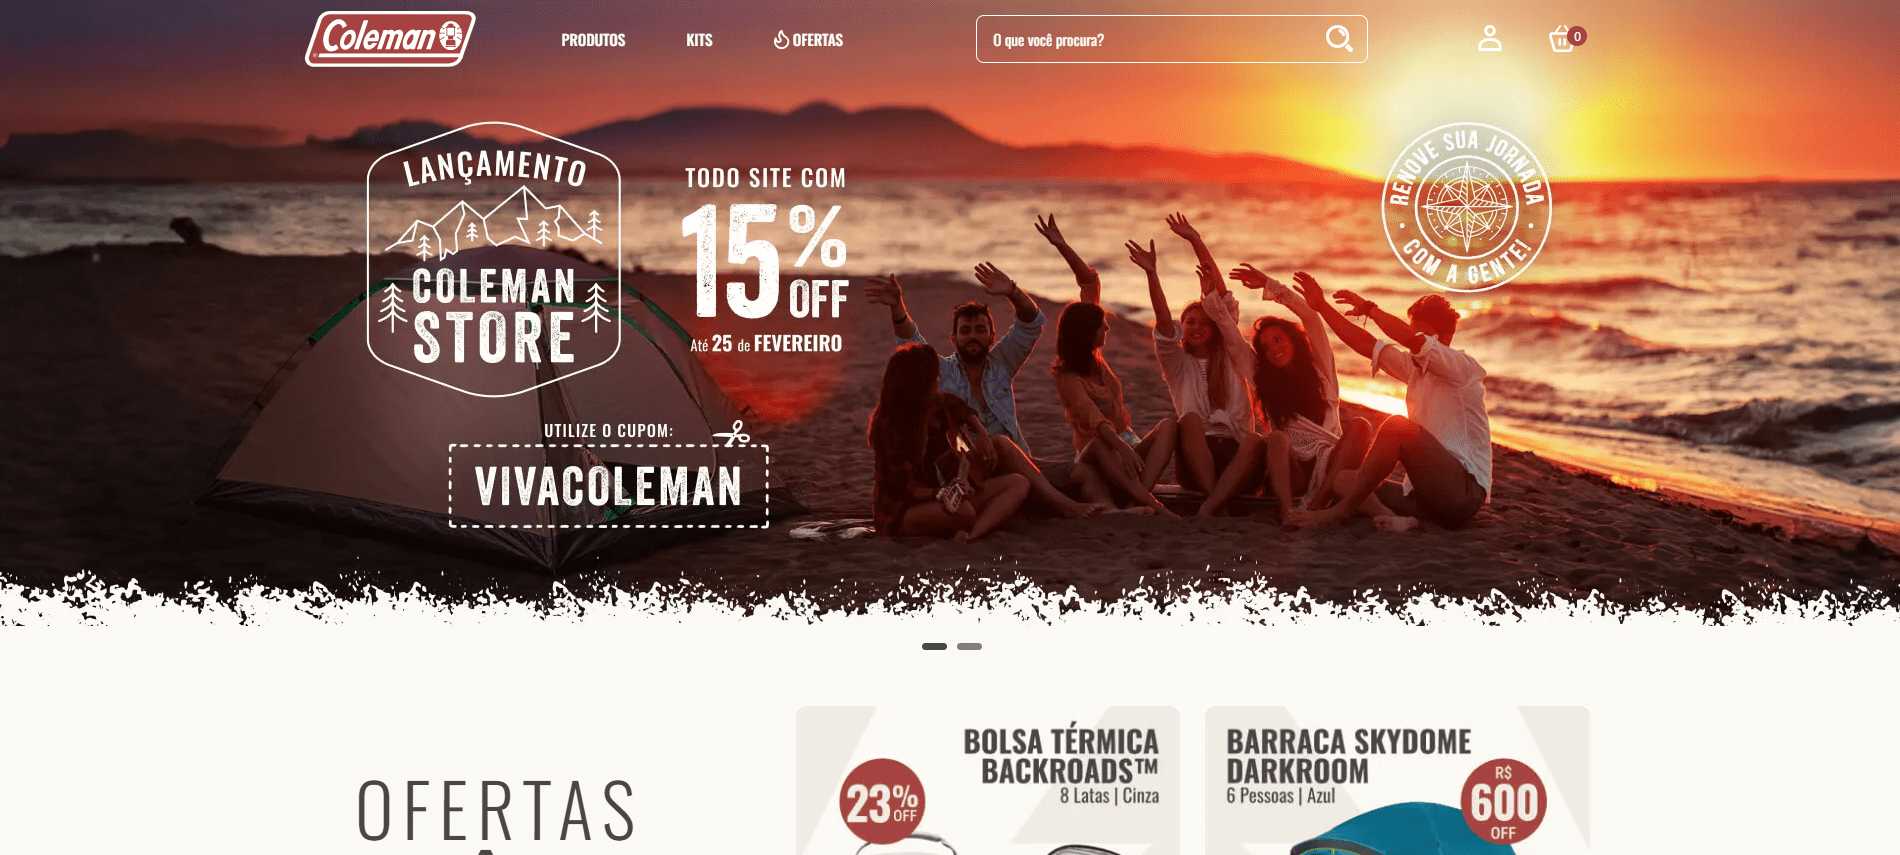 Coleman
PRODUTOS
KITS
OFERTAS
O que você procura?
0
LANÇAMENTO
COLEMAN
STORE
TODO SITE COM
15%
OFF
Até 25 de FEVEREIRO
UTILIZE O CUPOM:
VIVACOLEMAN
RENOVE SUA JORNADA
• COM A GENTE! •
OFERTAS
BOLSA TÉRMICA
BACKROADS™
8 Latas | Cinza
23%
OFF
BARRACA SKYDOME
DARKROOM
6 Pessoas | Azul
R$
600
OFF